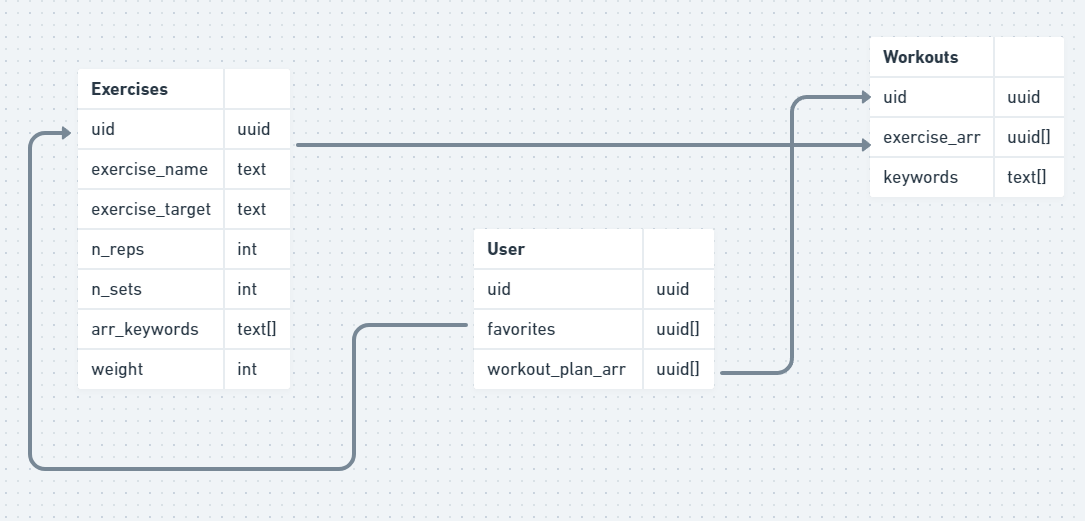 Exercises
uid uuid
exercise_name text
exercise_target text
n_reps int
n_sets int
arr_keywords text[]
weight int
User
uid uuid
favorites uuid[]
workout_plan_arr uuid[]
Workouts
uid uuid
exercise_arr uuid[]
keywords text[]